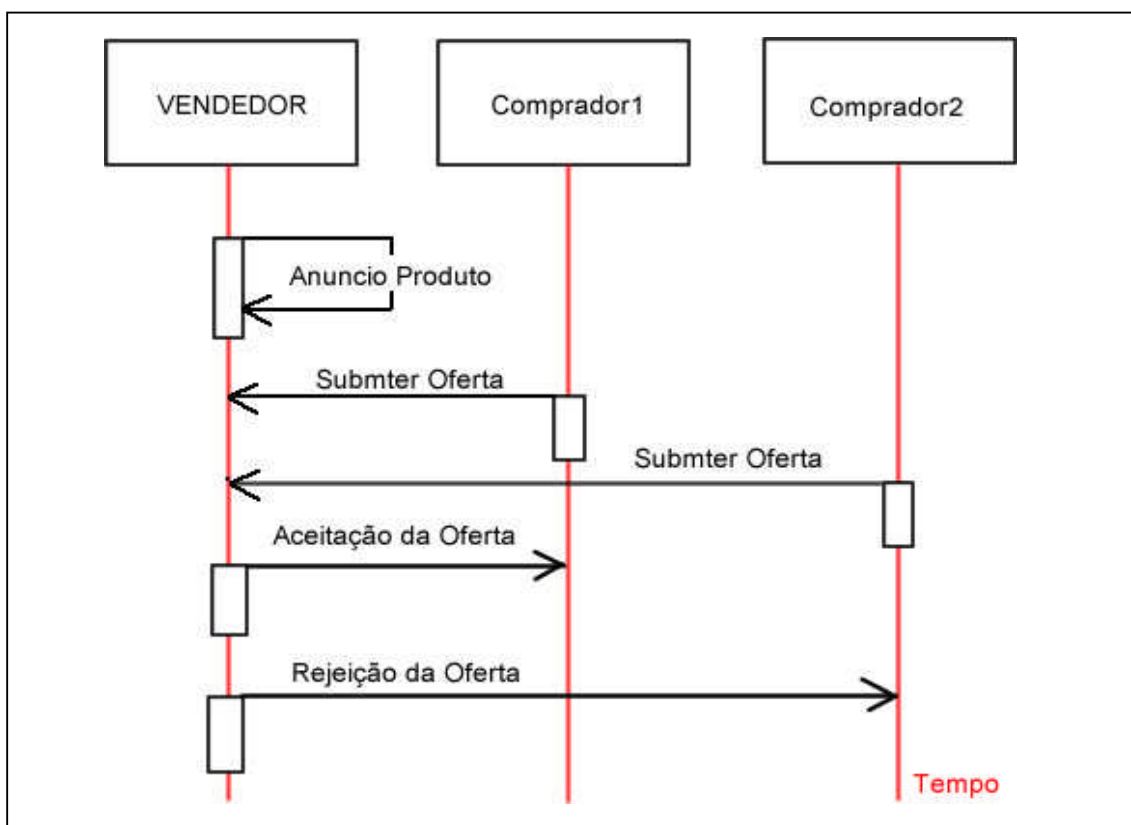 VENDEDOR
Comprador1
Comprador2
Anuncio Produto
Submter Oferta
Submter Oferta
Aceitação da Oferta
Rejeição da Oferta
Tempo